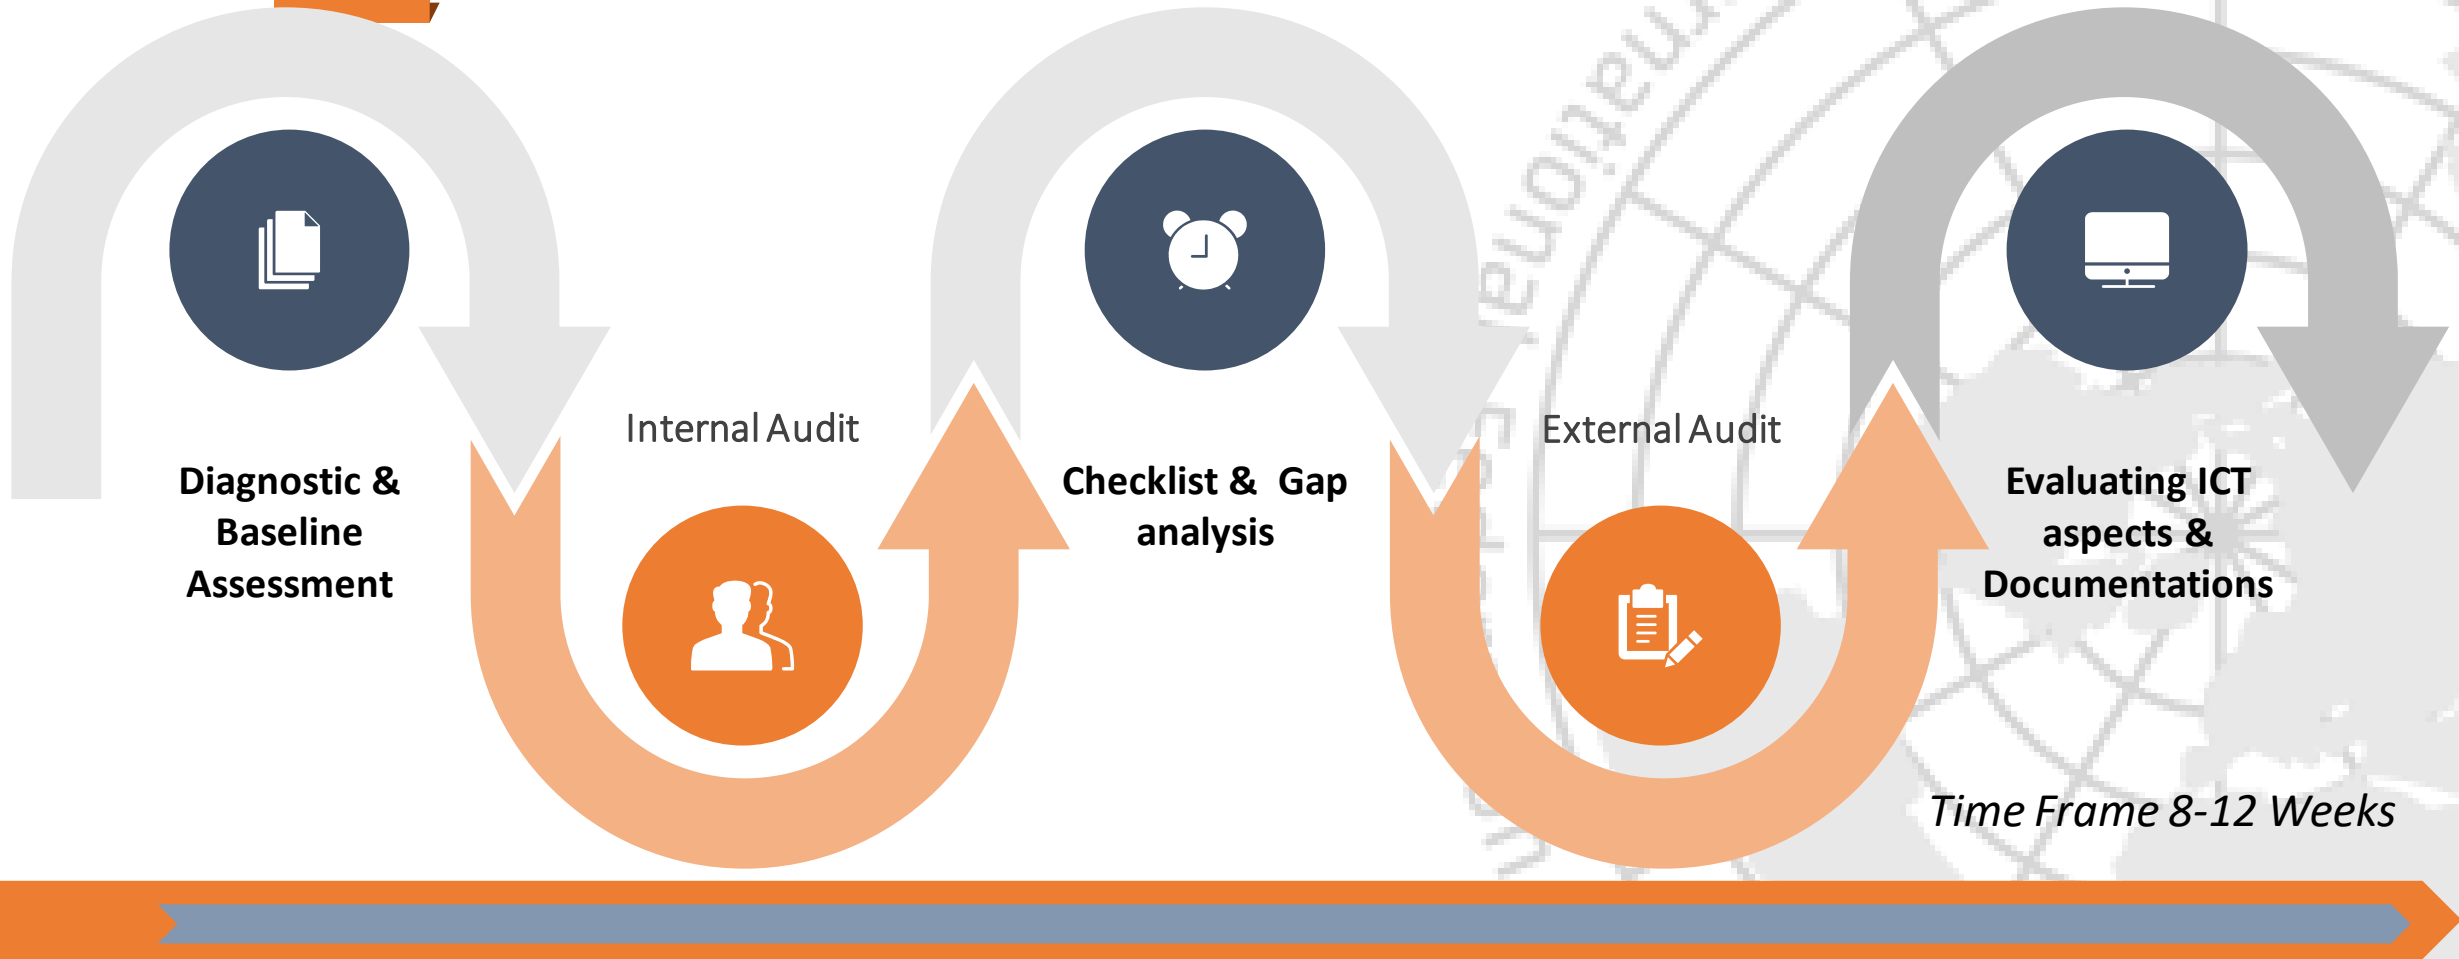 Internal Audit
External Audit
Diagnostic &
Baseline
Assessment
Checklist & Gap
analysis
Evaluating ICT
aspects &
Documentations
Time Frame 8-12 Weeks